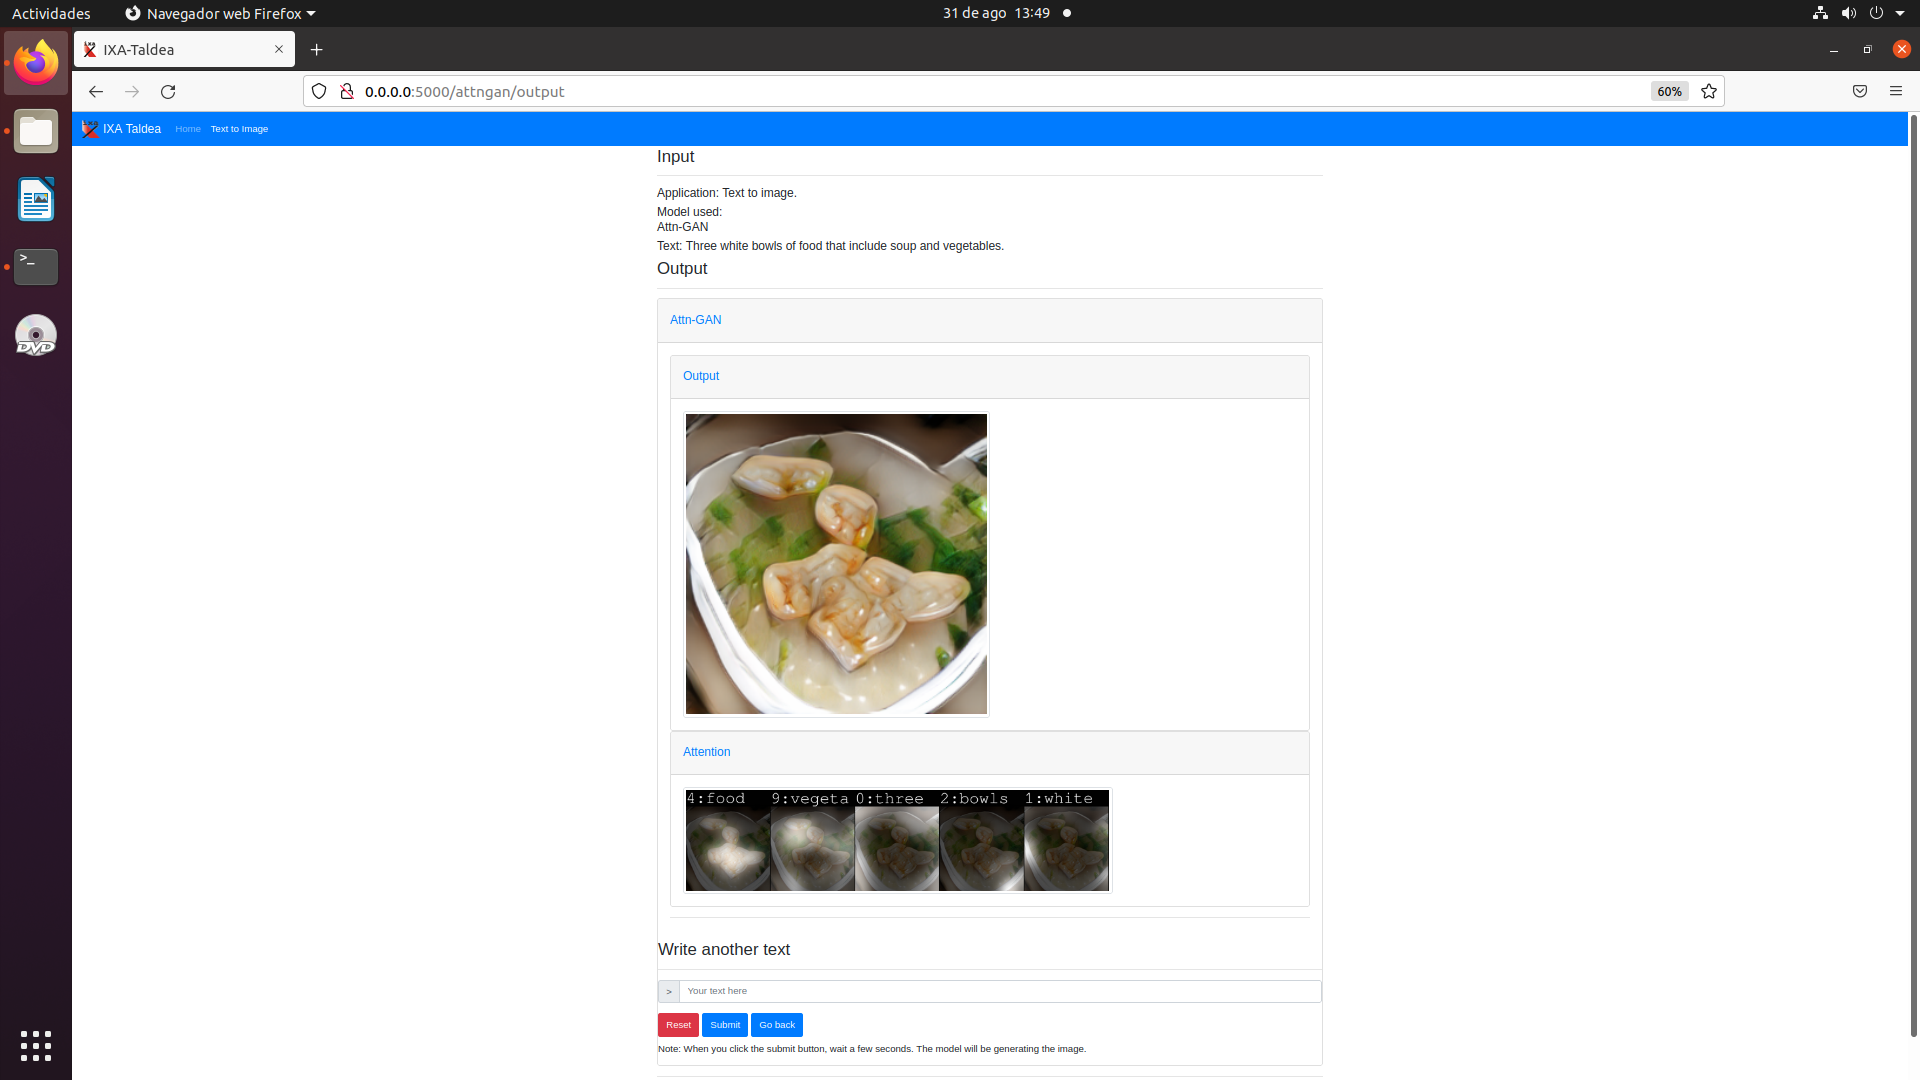 Actividades Navegador web Firefox 31 de ago 13:49
IXA-Taldea
0.0.0.0:5000/attngan/output 60%
IXA Taldea Home Text to Image
Input
Application: Text to image.
Model used:
Attn-GAN
Text: Three white bowls of food that include soup and vegetables.
Output
Attn-GAN
Output
Attention
4:food 9:vegeta 0:three 2:bowls 1:white
Write another text
> Your text here
Reset Submit Go back
Note: When you click the submit button, wait a few seconds. The model will be generating the image.
>_
DVD